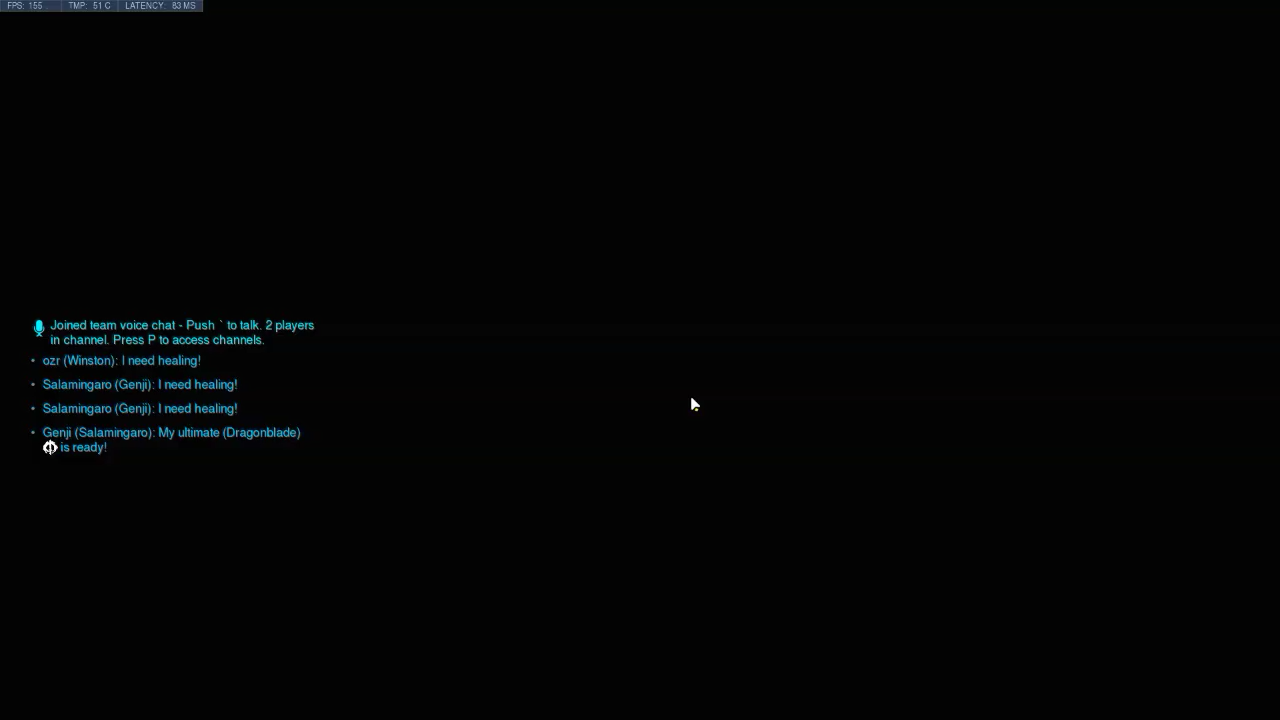 FPS: 155 TMP: 51 C LATENCY: 83 MS
Joined team voice chat - Push ` to talk. 2 players
in channel. Press P to access channels.
• ozr (Winston): I need healing!
• Salamingaro (Genji): I need healing!
• Salamingaro (Genji): I need healing!
• Genji (Salamingaro): My ultimate (Dragonblade)
is ready!